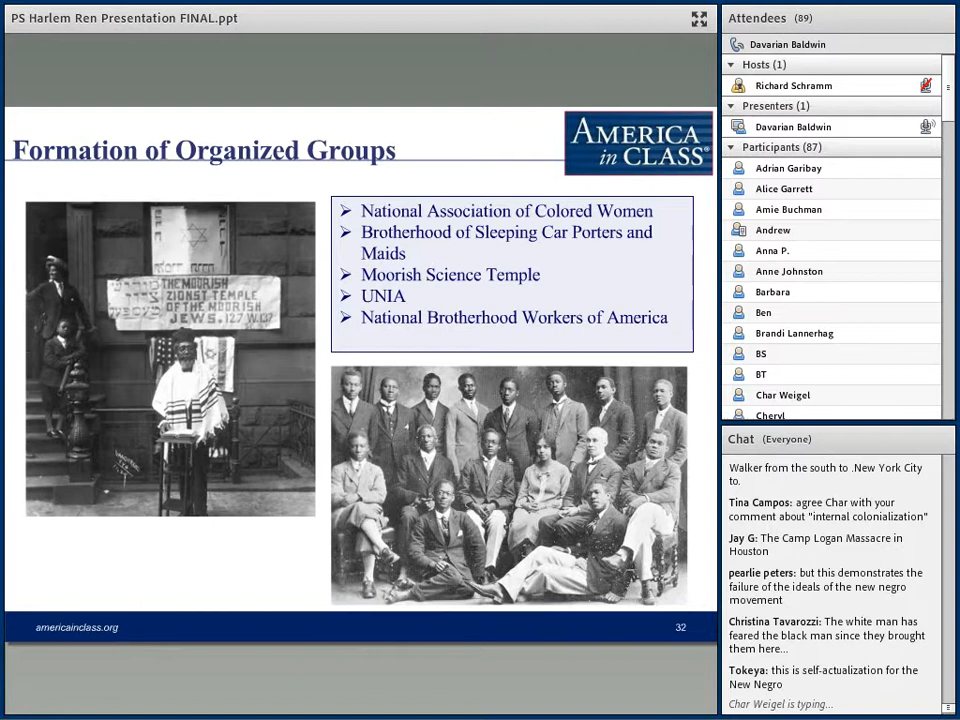 PS Harlem Ren Presentation FINAL.ppt
Formation of Organized Groups
AMERICA
in CLASS®
THE MOORISH
ZIONST TEMPLE
OF THE MOORISH
JEWS. 127 W. 137
National Association of Colored Women
Brotherhood of Sleeping Car Porters and
Maids
Moorish Science Temple
UNIA
National Brotherhood Workers of America
americainclass.org
32
Attendees (89)
Davarian Baldwin
Hosts (1)
Richard Schramm
Presenters (1)
Davarian Baldwin
Participants (87)
Adrian Garibay
Alice Garrett
Amie Buchman
Andrew
Anna P.
Anne Johnston
Barbara
Ben
Brandi Lannerhag
BS
BT
Char Weigel
Cheryl
Chat (Everyone)
Walker from the south to .New York City
to.
Tina Campos: agree Char with your
comment about "internal colonialization"
Jay G: The Camp Logan Massacre in
Houston
pearlie peters: but this demonstrates the
failure of the ideals of the new negro
movement
Christina Tavarozzi: The white man has
feared the black man since they brought
them here...
Tokeya: this is self-actualization for the
New Negro
Char Weigel is typing...